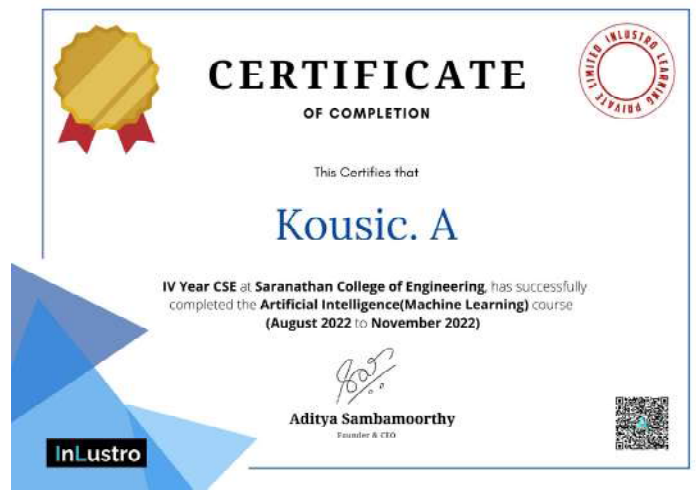 CERTIFICATE
OF COMPLETION
INLUSTRO LEARNING PRIVATE LIMITED
This Certifies that
Kousic. A
IV Year CSE at Saranathan College of Engineering, has successfully
completed the Artificial Intelligence(Machine Learning) course
(August 2022 to November 2022)
Aditya Sambamoorthy
Founder & CEO
InLustro